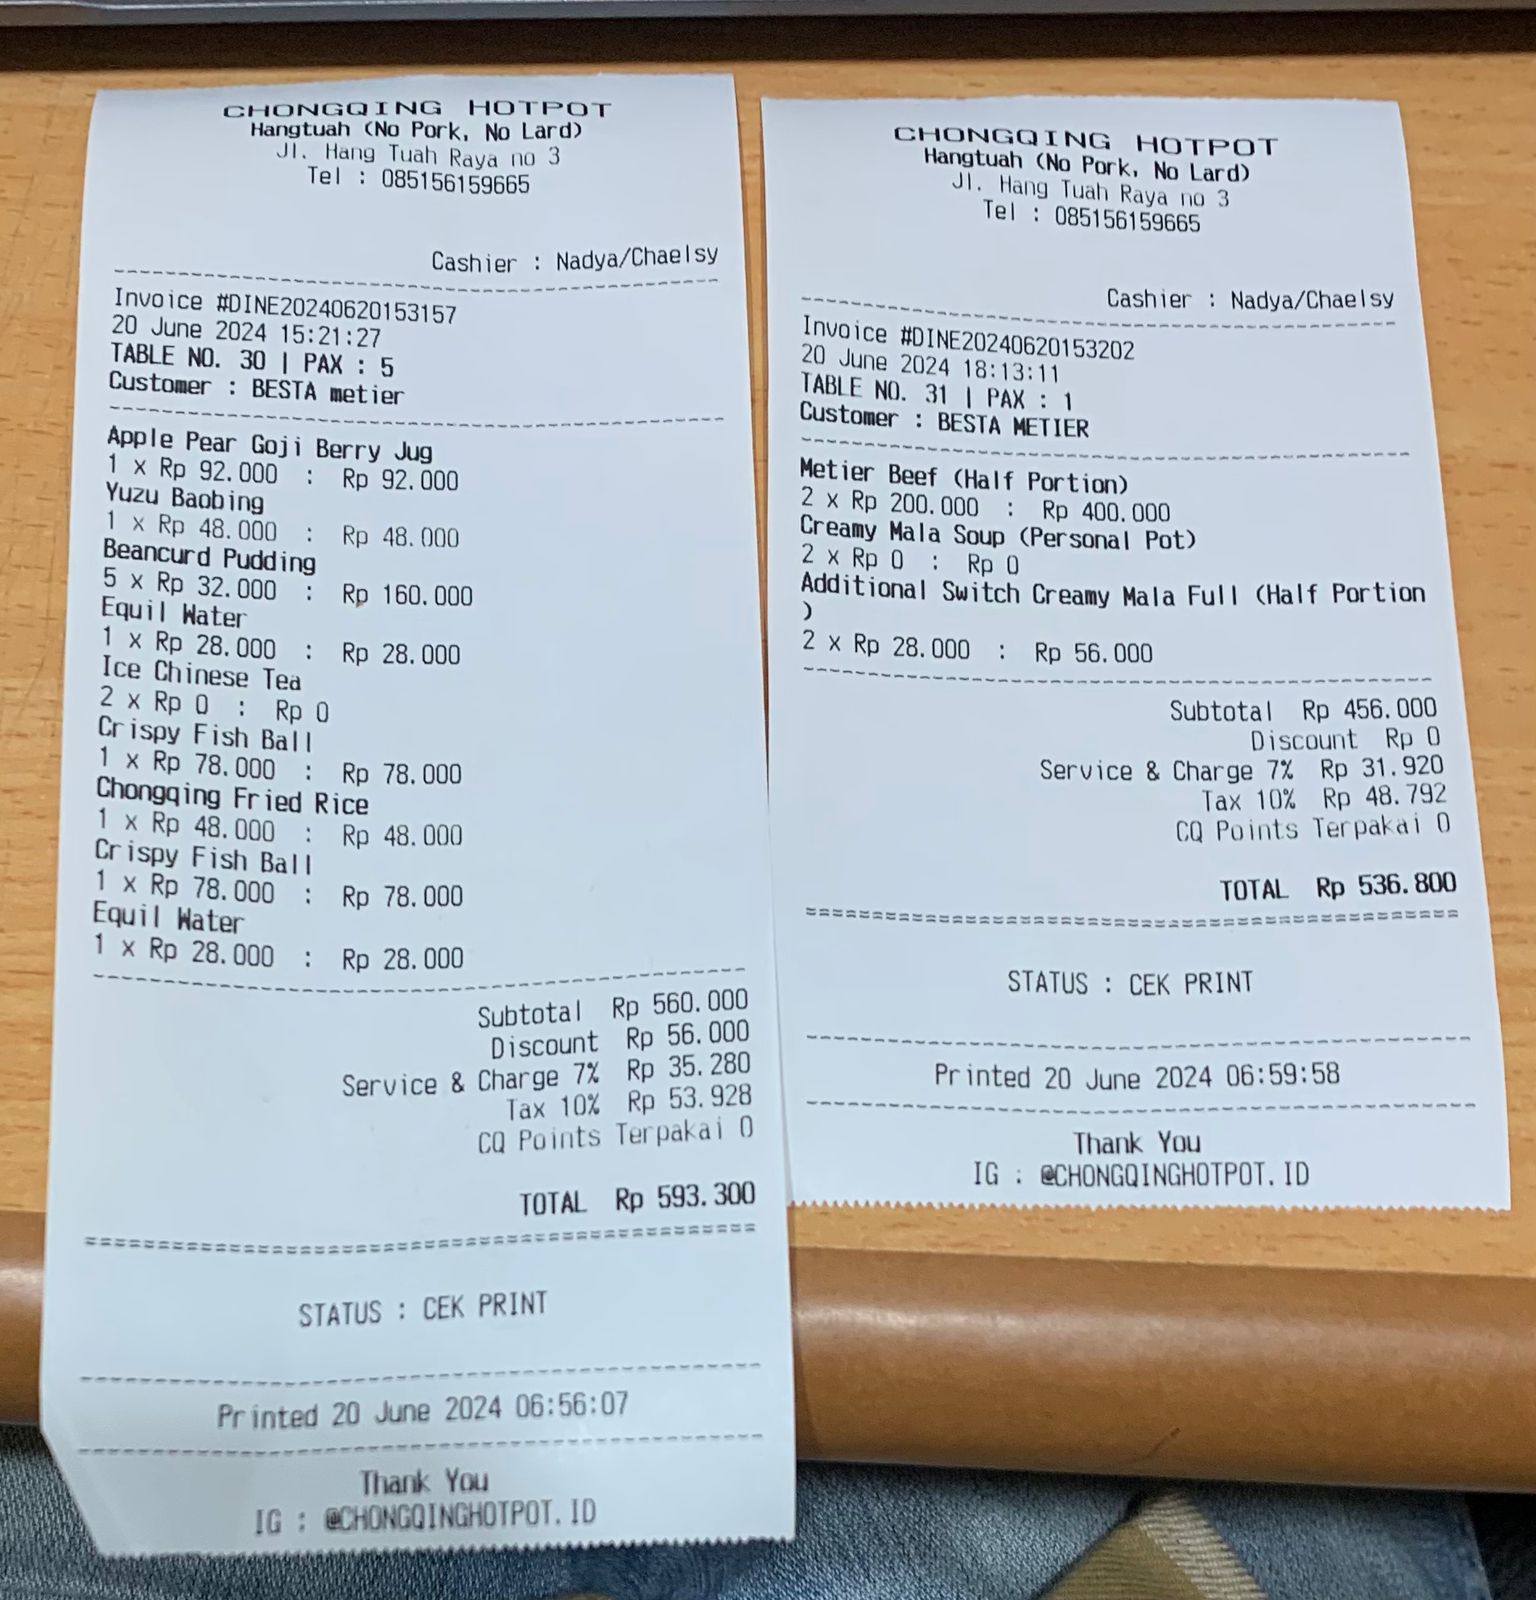 CHONGQING HOTPOT
Hangtuah (No Pork, No Lard)
Jl. Hang Tuah Raya no 3
Tel : 085156159665
Cashier : Nadya/Chaelsy
Invoice #DINE20240620153157
20 June 2024 15:21:27
TABLE NO. 30 | PAX : 5
Customer : BESTA metier
Apple Pear Goji Berry Jug
1 x Rp 92.000 : Rp 92.000
Yuzu Baobing
1 x Rp 48.000 : Rp 48.000
Beancurd Pudding
5 x Rp 32.000 : Rp 160.000
Equil Water
1 x Rp 28.000 : Rp 28.000
Ice Chinese Tea
2 x Rp 0 : Rp 0
Crispy Fish Ball
1 x Rp 78.000 : Rp 78.000
Chongqing Fried Rice
1 x Rp 48.000 : Rp 48.000
Crispy Fish Ball
1 x Rp 78.000 : Rp 78.000
Equil Water
1 x Rp 28.000 : Rp 28.000
Subtotal Rp 560.000
Discount Rp 56.000
Service & Charge 7% Rp 35.280
Tax 10% Rp 53.928
CQ Points Terpakai 0
TOTAL Rp 593.300
STATUS : CEK PRINT
Printed 20 June 2024 06:56:07
Thank You
IG : @CHONGQINGHOTPOT.ID
CHONGQING HOTPOT
Hangtuah (No Pork, No Lard)
Jl. Hang Tuah Raya no 3
Tel : 085156159665
Cashier : Nadya/Chaelsy
Invoice #DINE20240620153202
20 June 2024 18:13:11
TABLE NO. 31 | PAX : 1
Customer : BESTA METIER
Metier Beef (Half Portion)
2 x Rp 200.000 : Rp 400.000
Creamy Mala Soup (Personal Pot)
2 x Rp 0 : Rp 0
Additional Switch Creamy Mala Full (Half Portion
)
2 x Rp 28.000 : Rp 56.000
Subtotal Rp 456.000
Discount Rp 0
Service & Charge 7% Rp 31.920
Tax 10% Rp 48.792
CQ Points Terpakai 0
TOTAL Rp 536.800
STATUS : CEK PRINT
Printed 20 June 2024 06:59:58
Thank You
IG : @CHONGQINGHOTPOT.ID